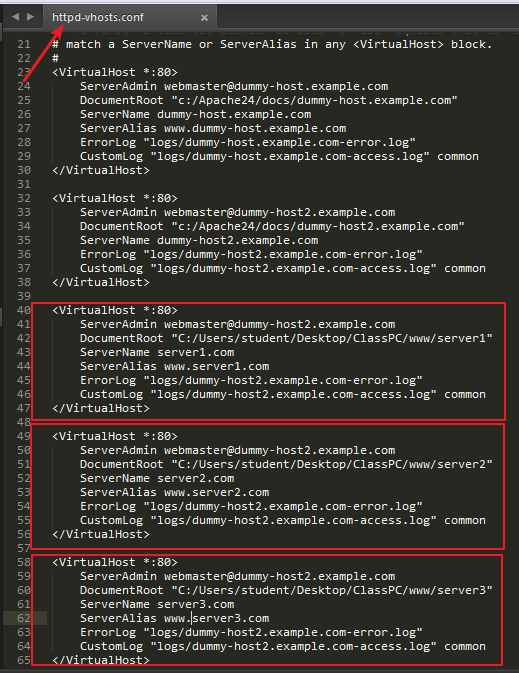 httpd-vhosts.conf ×
21 # match a ServerName or ServerAlias in any <VirtualHost> block.
22 #
23 <VirtualHost *:80>
24     ServerAdmin webmaster@dummy-host.example.com
25     DocumentRoot "c:/Apache24/docs/dummy-host.example.com"
26     ServerName dummy-host.example.com
27     ServerAlias www.dummy-host.example.com
28     ErrorLog "logs/dummy-host.example.com-error.log"
29     CustomLog "logs/dummy-host.example.com-access.log" common
30 </VirtualHost>
31
32 <VirtualHost *:80>
33     ServerAdmin webmaster@dummy-host2.example.com
34     DocumentRoot "c:/Apache24/docs/dummy-host2.example.com"
35     ServerName dummy-host2.example.com
36     ErrorLog "logs/dummy-host2.example.com-error.log"
37     CustomLog "logs/dummy-host2.example.com-access.log" common
38 </VirtualHost>
39
40 <VirtualHost *:80>
41     ServerAdmin webmaster@dummy-host2.example.com
42     DocumentRoot "C:/Users/student/Desktop/ClassPC/www/server1"
43     ServerName server1.com
44     ServerAlias www.server1.com
45     ErrorLog "logs/dummy-host2.example.com-error.log"
46     CustomLog "logs/dummy-host2.example.com-access.log" common
47 </VirtualHost>
48
49 <VirtualHost *:80>
50     ServerAdmin webmaster@dummy-host2.example.com
51     DocumentRoot "C:/Users/student/Desktop/ClassPC/www/server2"
52     ServerName server2.com
53     ServerAlias www.server2.com
54     ErrorLog "logs/dummy-host2.example.com-error.log"
55     CustomLog "logs/dummy-host2.example.com-access.log" common
56 </VirtualHost>
57
58 <VirtualHost *:80>
59     ServerAdmin webmaster@dummy-host2.example.com
60     DocumentRoot "C:/Users/student/Desktop/ClassPC/www/server3"
61     ServerName server3.com
62     ServerAlias www.server3.com
63     ErrorLog "logs/dummy-host2.example.com-error.log"
64     CustomLog "logs/dummy-host2.example.com-access.log" common
65 </VirtualHost>